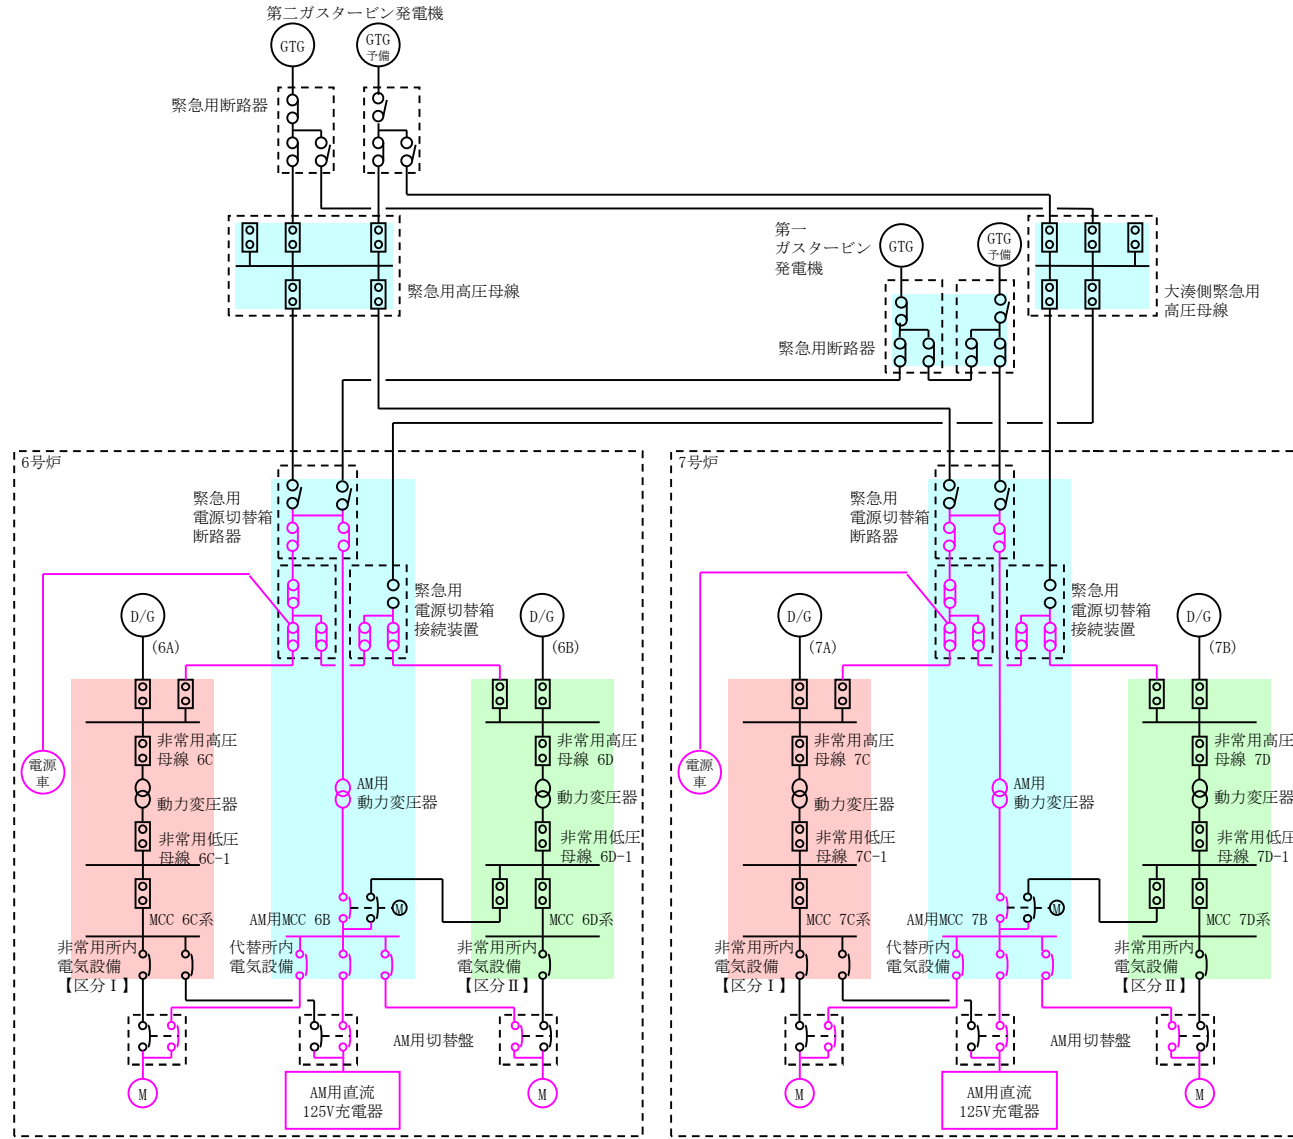 第二ガスタービン発電機
GTG
GTG
予備
緊急用断路器
第一
ガスタービン
発電機
GTG
GTG
予備
緊急用高圧母線
大湊側緊急用
高圧母線
緊急用断路器
6号炉
緊急用
電源切替箱
断路器
緊急用
電源切替箱
接続装置
D/G
(6A)
D/G
(6B)
電源
車
非常用高圧
母線 6C
動力変圧器
非常用低圧
母線 6C-1
MCC 6C系
非常用所内
電気設備
【区分Ⅰ】
AM用
動力変圧器
AM用MCC 6B
M
代替所内
電気設備
非常用高圧
母線 6D
動力変圧器
非常用低圧
母線 6D-1
MCC 6D系
非常用所内
電気設備
【区分Ⅱ】
AM用切替盤
M
AM用直流
125V充電器
M
7号炉
緊急用
電源切替箱
断路器
緊急用
電源切替箱
接続装置
D/G
(7A)
D/G
(7B)
電源
車
非常用高圧
母線 7C
動力変圧器
非常用低圧
母線 7C-1
MCC 7C系
非常用所内
電気設備
【区分Ⅰ】
AM用
動力変圧器
AM用MCC 7B
M
代替所内
電気設備
非常用高圧
母線 7D
動力変圧器
非常用低圧
母線 7D-1
MCC 7D系
非常用所内
電気設備
【区分Ⅱ】
AM用切替盤
M
AM用直流
125V充電器
M